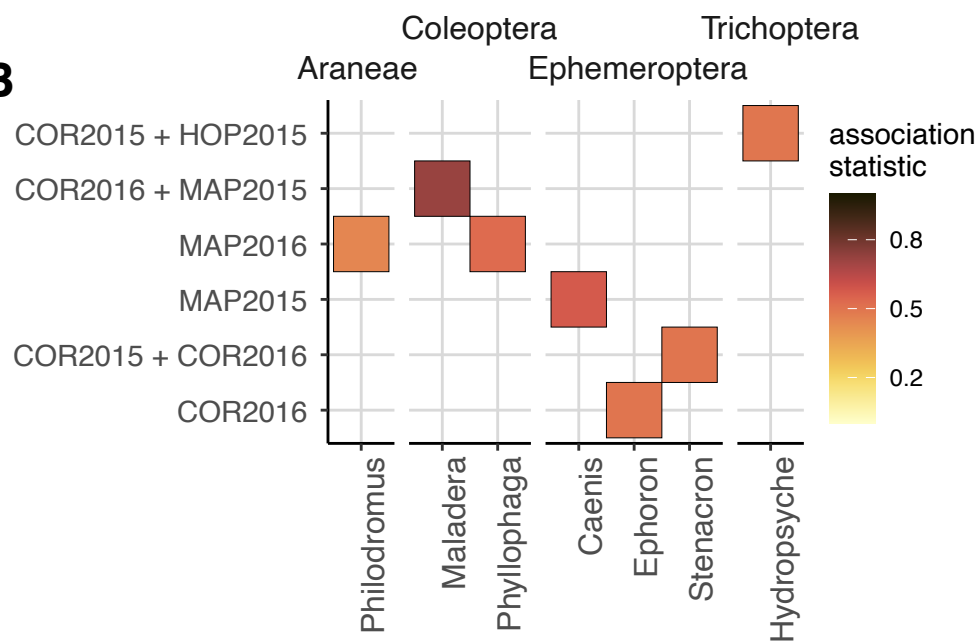 Coleoptera Trichoptera
Araneae Ephemeroptera
B
COR2015 + HOP2015
COR2016 + MAP2015
MAP2016
MAP2015
COR2015 + COR2016
COR2016
association
statistic
0.8
0.5
0.2
Philodromus
Maladera
Phyllophaga
Caenis
Ephoron
Stenacron
Hydropsyche